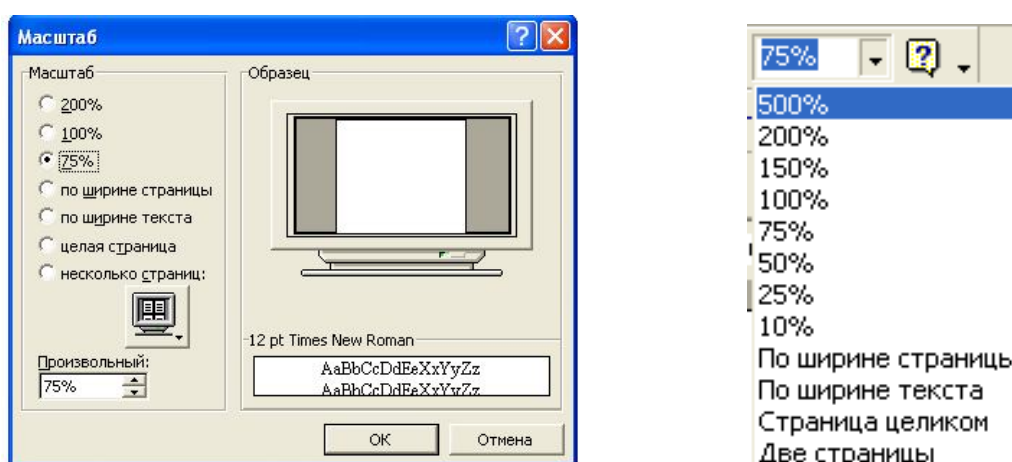 Масштаб
Масштаб
200%
100%
75%
по ширине страницы
по ширине текста
целая страница
несколько страниц:
Произвольный:
75%
Образец
12 pt Times New Roman
AaBbCcDdEeXxYyZz
AaBbCcDdEeXxYyZz
ОК
Отмена
75%
500%
200%
150%
100%
75%
50%
25%
10%
По ширине страницы
По ширине текста
Страница целиком
Две страницы